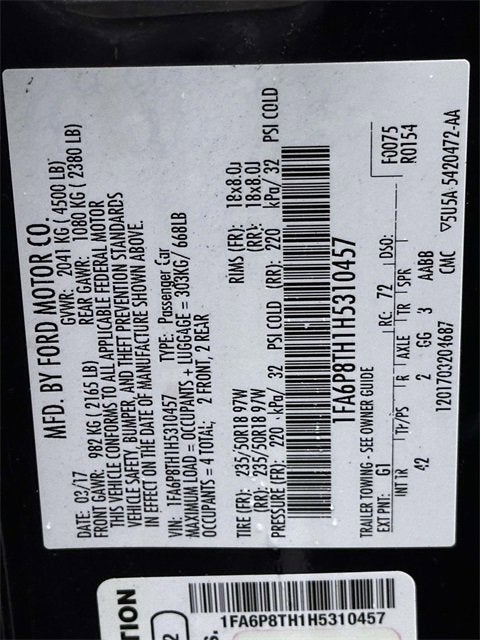 MFD. BY FORD MOTOR CO.
DATE: 02/17 GVWR: 2041 KG ( 4500 LB)
FRONT GAWR: 982 KG ( 2165 LB) REAR GAWR: 1080 KG ( 2380 LB)
THIS VEHICLE CONFORMS TO ALL APPLICABLE FEDERAL MOTOR
VEHICLE SAFETY, BUMPER, AND THEFT PREVENTION STANDARDS
IN EFFECT ON THE DATE OF MANUFACTURE SHOWN ABOVE.
VIN: 1FA6P8TH1H5310457 TYPE: Passenger Car
MAXIMUM LOAD = OCCUPANTS + LUGGAGE = 303KG/ 668LB
OCCUPANTS = 4 TOTAL; 2 FRONT, 2 REAR
TIRE (FR): 235/50R18 97W RIMS (FR): 18x8.0J
(RR): 235/50R18 97W (RR): 18x8.0J
PRESSURE (FR): 220 kPa/ 32 PSI COLD (RR): 220 kPa/ 32 PSI COLD
1FA6P8TH1H5310457
TRAILER TOWING - SEE OWNER GUIDE F0075
EXT PNT: G1 RC: 72 DSO: R0154
INT TR TP/PS R AXLE TR SPR
42 2 GG 3 AABB
1201703204687 CMC ▽5U5A-5420472-AA
1FA6P8TH1H5310457